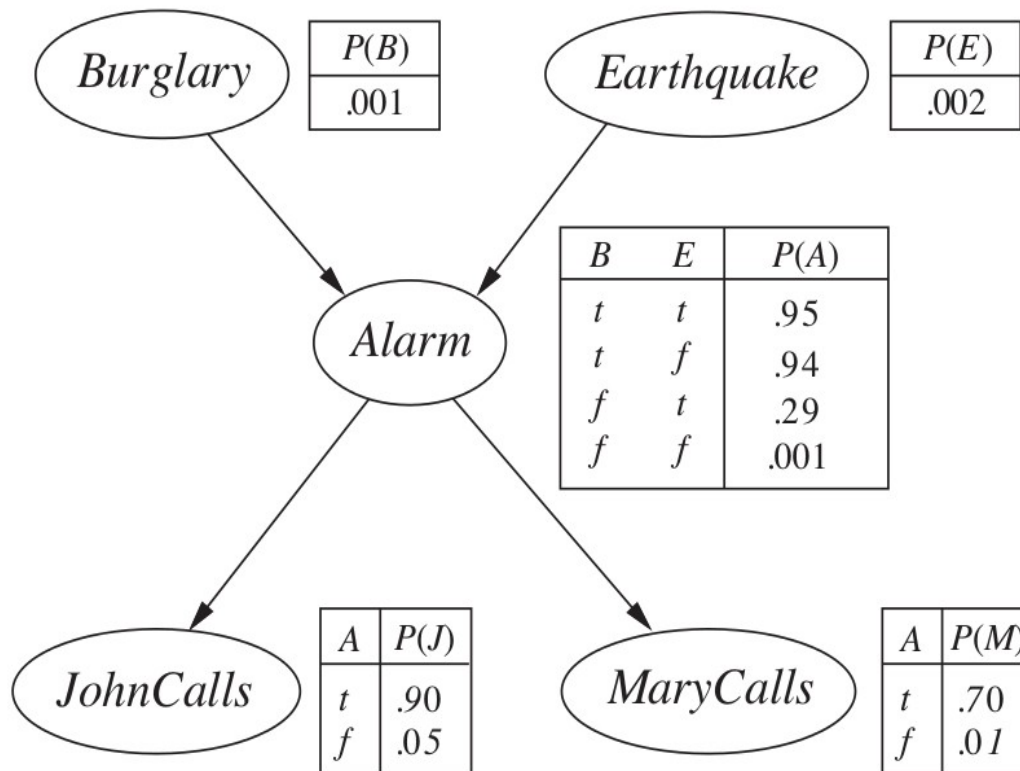 Burglary
P(B)
.001
Earthquake
P(E)
.002
B E P(A)
t t .95
t f .94
f t .29
f f .001
Alarm
JohnCalls
A P(J)
t .90
f .05
MaryCalls
A P(M)
t .70
f .01